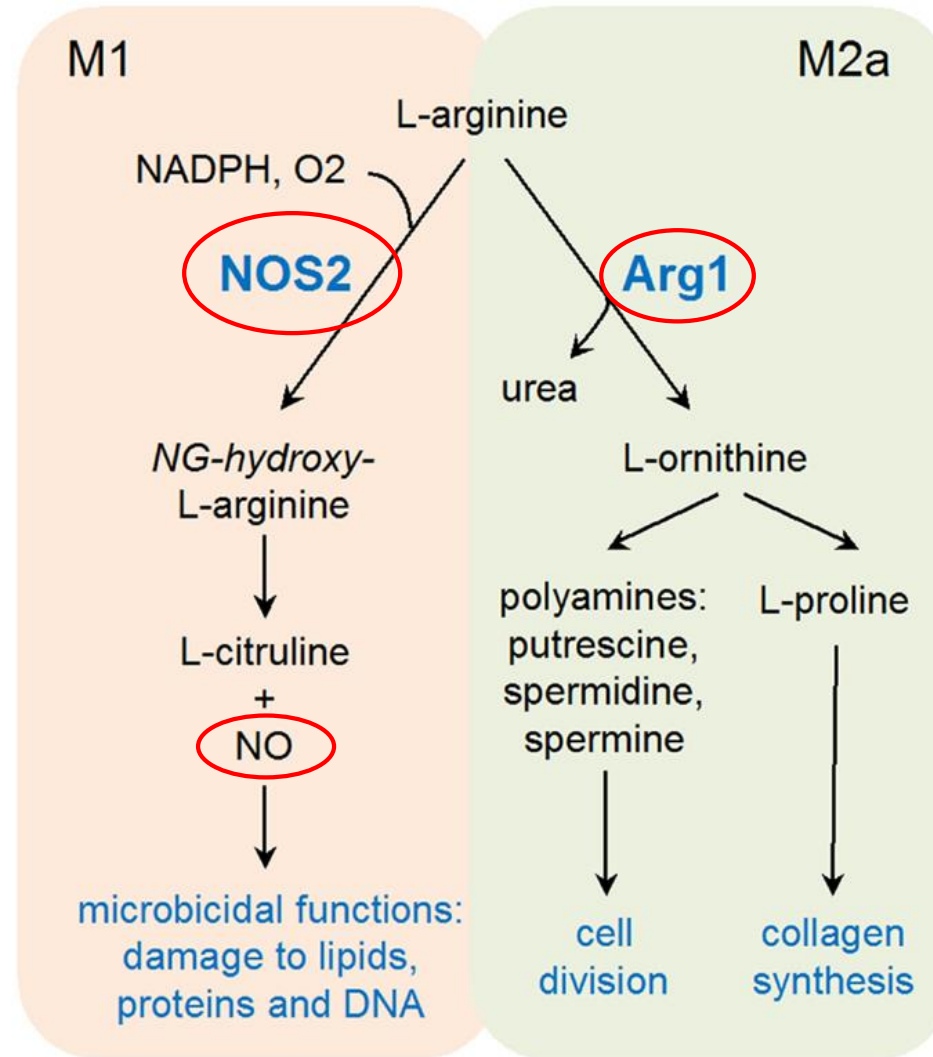 M1
M2a
L-arginine
NADPH, O2
NOS2
Arg1
urea
NG-hydroxy-
L-arginine
L-ornithine
L-citruline
+
NO
polyamines:
putrescine,
spermidine,
spermine
L-proline
microbicidal functions:
damage to lipids,
proteins and DNA
cell
division
collagen
synthesis